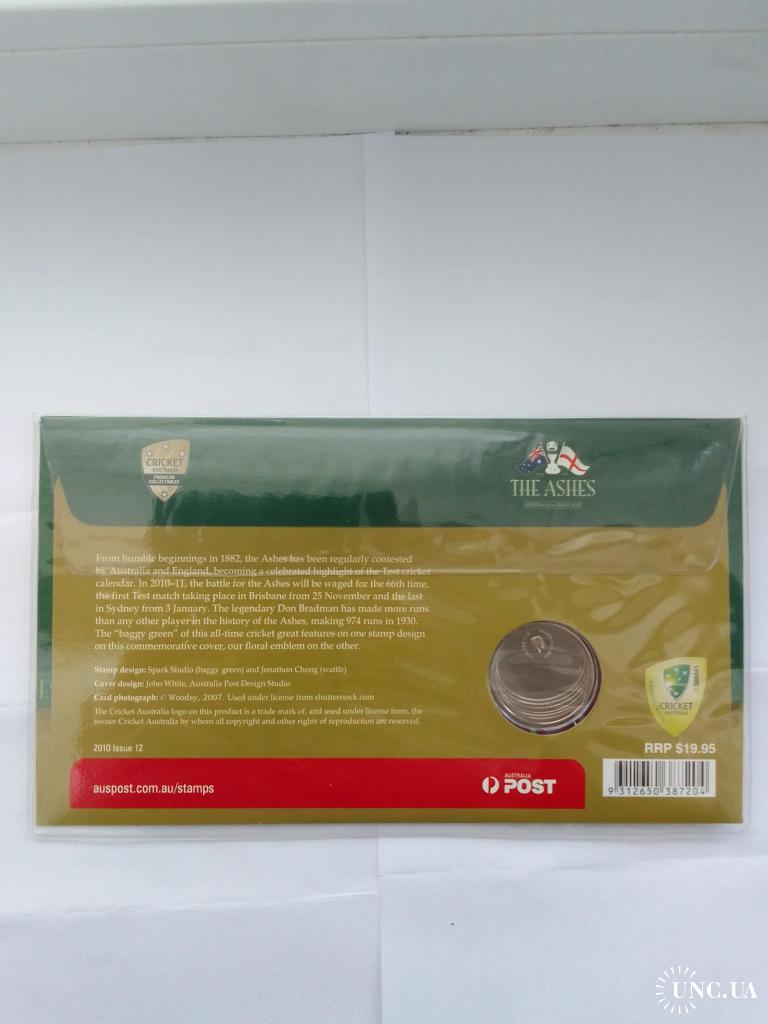 CRICKET
AUSTRALIA
PREMIUM
COLLECTABLES
THE ASHES
AUSTRALIA vs ENGLAND
From humble beginnings in 1882, the Ashes has been regularly contested
by Australia and England, becoming a celebrated highlight of the Test cricket
calendar. In 2010–11, the battle for the Ashes will be waged for the 66th time,
the first Test match taking place in Brisbane from 25 November and the last
in Sydney from 3 January. The legendary Don Bradman has made more runs
than any other player in the history of the Ashes, making 974 runs in 1930.
The "baggy green" of this all-time cricket great features on one stamp design
on this commemorative cover, our floral emblem on the other.
Stamp design: Spark Studio (baggy green) and Jonathon Chong (wattle)
Cover design: John White, Australia Post Design Studio
Card photograph: © Woodsy, 2007. Used under license from shutterstock.com
The Cricket Australia logo on this product is a trade mark of, and used under license from, the
owner Cricket Australia by whom all copyright and other rights of reproduction are reserved.
2010 Issue 12
CRICKET
AUSTRALIA
RRP $19.95
9 312650 387204
auspost.com.au/stamps
AUSTRALIA
POST
UNC.UA